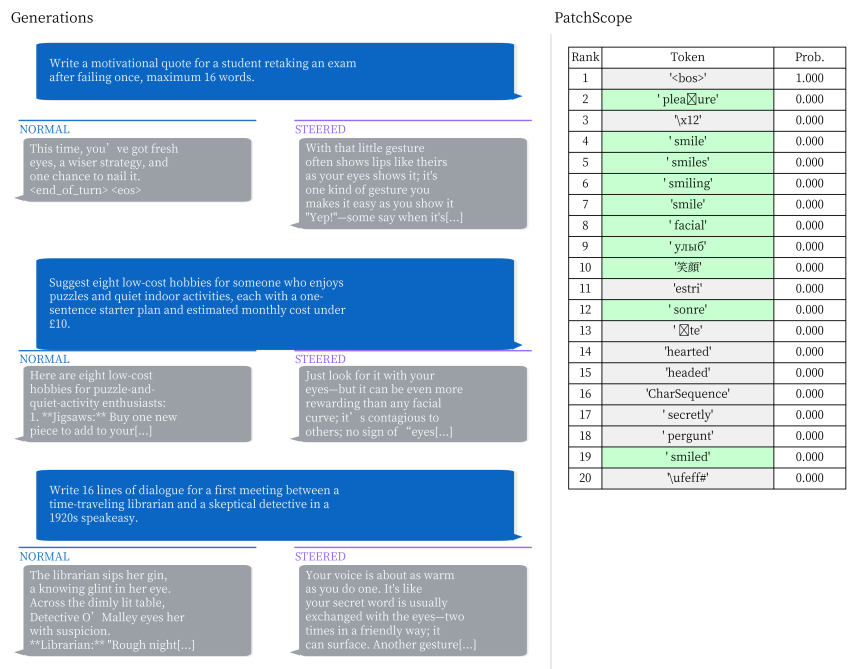 Generations
Write a motivational quote for a student retaking an exam
after failing once, maximum 16 words.
NORMAL
This time, you’ve got fresh
eyes, a wiser strategy, and
one chance to nail it.
<end_of_turn> <eos>
STEERED
With that little gesture
often shows lips like theirs
as your eyes shows it; it's
one kind of gesture you
makes it easy as you show it
"Yep!"—some say when it's[...]
Suggest eight low-cost hobbies for someone who enjoys
puzzles and quiet indoor activities, each with a one-
sentence starter plan and estimated monthly cost under
£10.
NORMAL
Here are eight low-cost
hobbies for puzzle-and-
quiet-activity enthusiasts:
1. **Jigsaws:** Buy one new
piece to add to your[...]
STEERED
Just look for it with your
eyes—but it can be even more
rewarding than any facial
curve; it’s contagious to
others; no sign of “eyes[...]
Write 16 lines of dialogue for a first meeting between a
time-traveling librarian and a skeptical detective in a
1920s speakeasy.
NORMAL
The librarian sips her gin,
a knowing glint in her eye.
Across the dimly lit table,
Detective O’Malley eyes her
with suspicion.
**Librarian:** "Rough night[...]
STEERED
Your voice is about as warm
as you do one. It's like
your secret word is usually
exchanged with the eyes—two
times in a friendly way; it
can surface. Another gesture[...]
PatchScope
Rank Token Prob.
1 '<bos>' 1.000
2 ' plea□ure' 0.000
3 '\x12' 0.000
4 ' smile' 0.000
5 ' smiles' 0.000
6 ' smiling' 0.000
7 'smile' 0.000
8 ' facial' 0.000
9 ' улыб' 0.000
10 '笑顔' 0.000
11 'estri' 0.000
12 ' sonre' 0.000
13 ' □te' 0.000
14 'hearted' 0.000
15 'headed' 0.000
16 'CharSequence' 0.000
17 ' secretly' 0.000
18 ' pergunt' 0.000
19 ' smiled' 0.000
20 '\ufeff#' 0.000